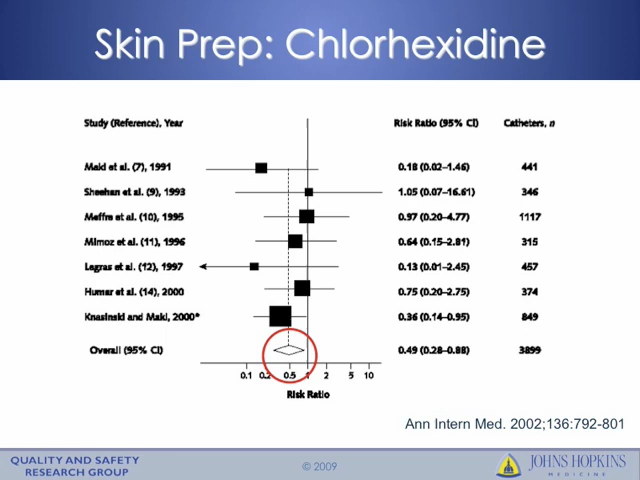 Skin Prep: Chlorhexidine
Study (Reference), Year Risk Ratio (95% CI) Catheters, n
Maki et al. (7), 1991 0.18 (0.02–1.46) 441
Sheehan et al. (9), 1993 1.05 (0.07–16.61) 346
Meffre et al. (10), 1995 0.97 (0.20–4.77) 1117
Mimoz et al. (11), 1996 0.64 (0.15–2.81) 315
Legras et al. (12), 1997 0.13 (0.01–2.45) 457
Humar et al. (14), 2000 0.75 (0.20–2.75) 374
Knasinski and Maki, 2000* 0.36 (0.14–0.95) 849
Overall (95% CI) 0.49 (0.28–0.88) 3899
0.1 0.2 0.5 1 2 5 10
Risk Ratio
Ann Intern Med. 2002;136:792-801
QUALITY AND SAFETY
RESEARCH GROUP
© 2009
JOHNS HOPKINS
MEDICINE